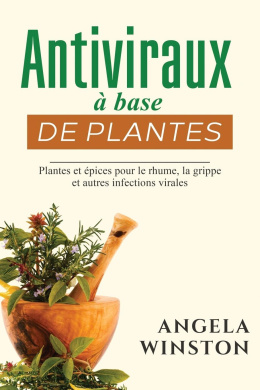 Antiviraux
à base
DE PLANTES
Plantes et épices pour le rhume, la grippe
et autres infections virales
ANGELA
WINSTON